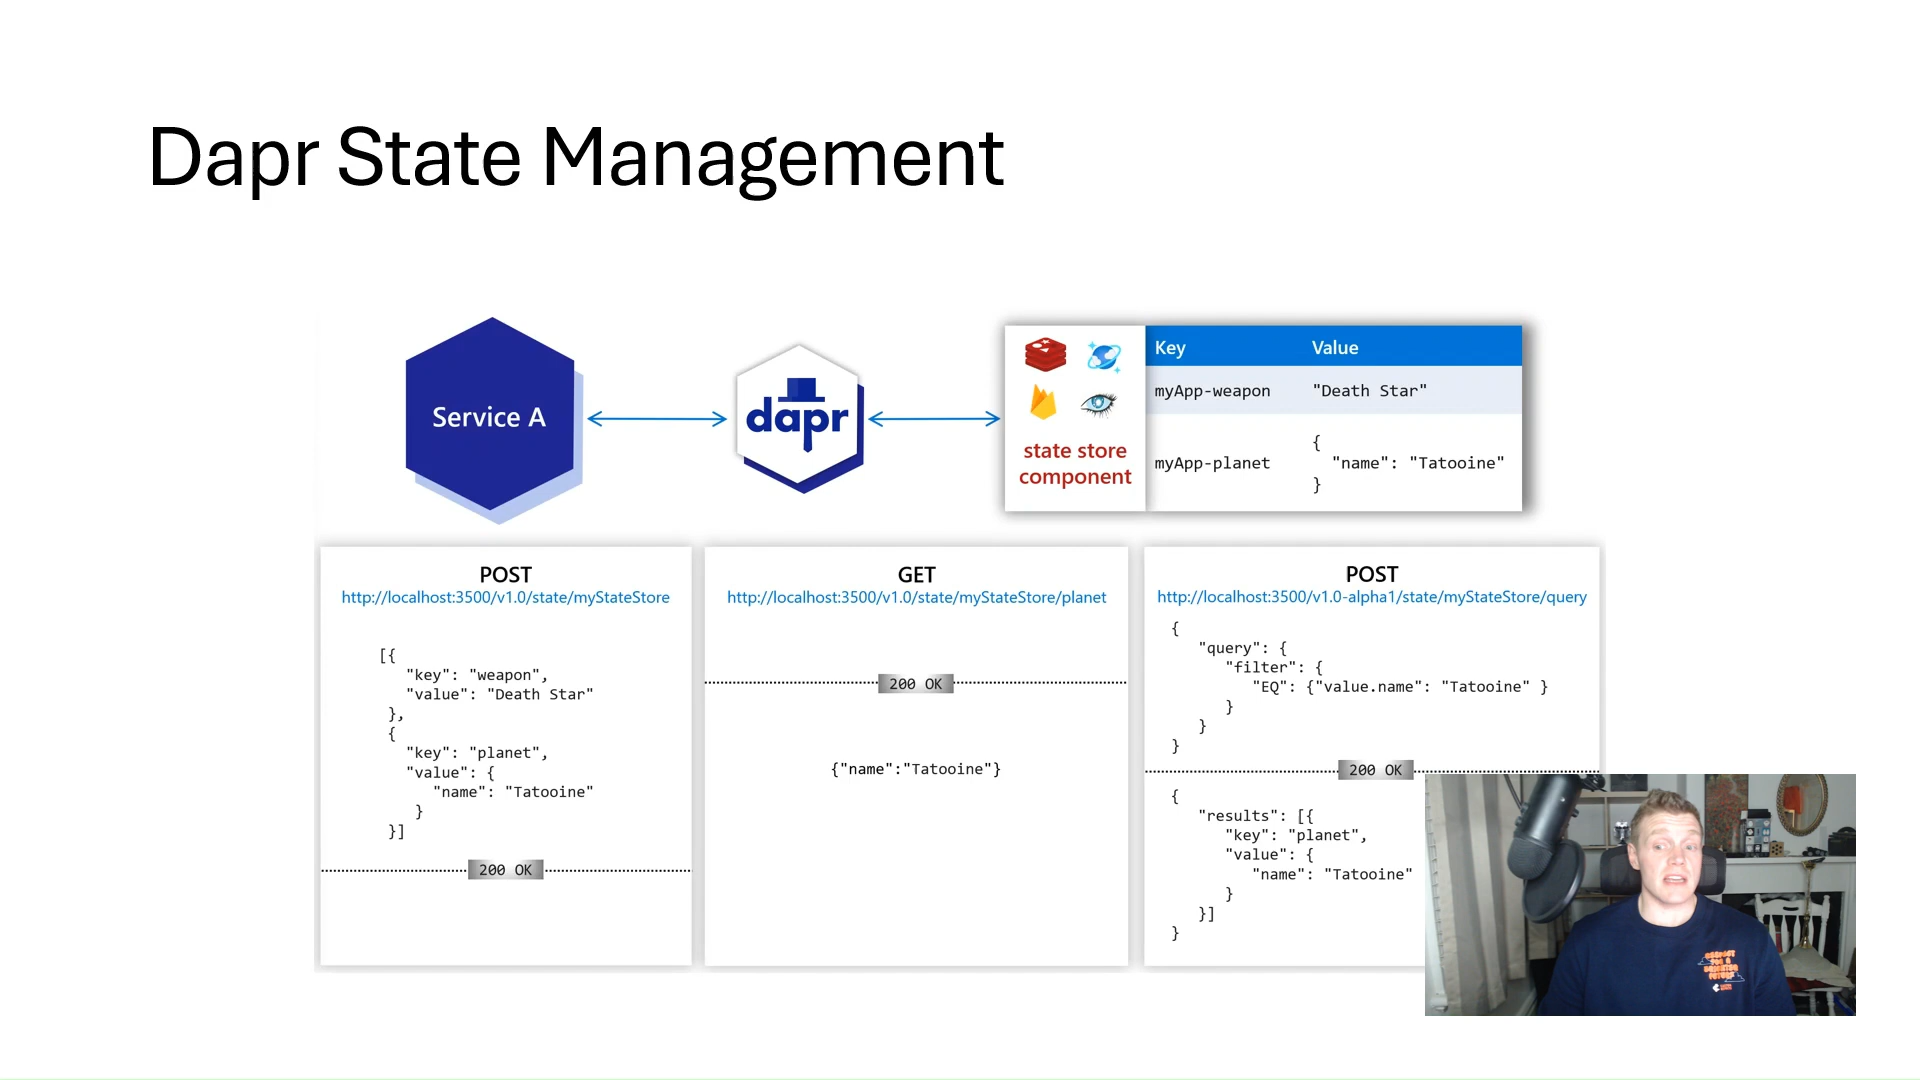 Dapr State Management
Service A
dapr
state store
component
Key Value
myApp-weapon "Death Star"
myApp-planet
{
"name": "Tatooine"
}
POST
http://localhost:3500/v1.0/state/myStateStore
[{
"key": "weapon",
"value": "Death Star"
},
{
"key": "planet",
"value": {
"name": "Tatooine"
}
}]
200 OK
GET
http://localhost:3500/v1.0/state/myStateStore/planet
200 OK
{"name":"Tatooine"}
POST
http://localhost:3500/v1.0-alpha1/state/myStateStore/query
{
"query": {
"filter": {
"EQ": {"value.name": "Tatooine" }
}
}
}
200 OK
{
"results": [{
"key": "planet",
"value": {
"name": "Tatooine"
}
}]
}